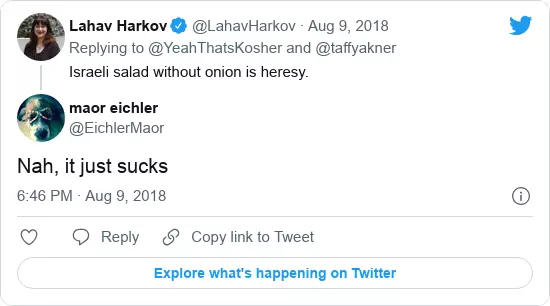 Lahav Harkov @LahavHarkov · Aug 9, 2018
Replying to @YeahThatsKosher and @taffyakner
Israeli salad without onion is heresy.
maor eichler
@EichlerMaor
Nah, it just sucks
6:46 PM · Aug 9, 2018
Reply Copy link to Tweet
Explore what's happening on Twitter